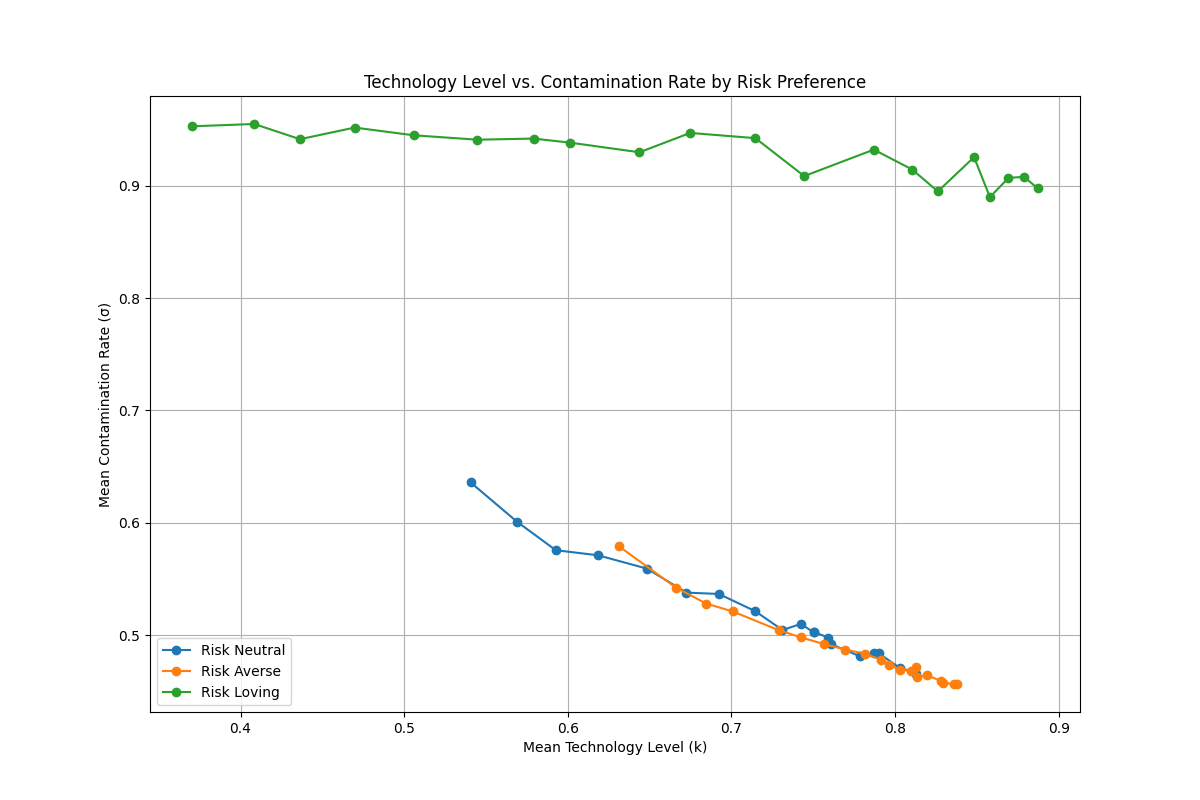 Technology Level vs. Contamination Rate by Risk Preference
Mean Contamination Rate (σ)
0.9
0.8
0.7
0.6
0.5
Risk Neutral
Risk Averse
Risk Loving
0.4 0.5 0.6 0.7 0.8 0.9
Mean Technology Level (k)